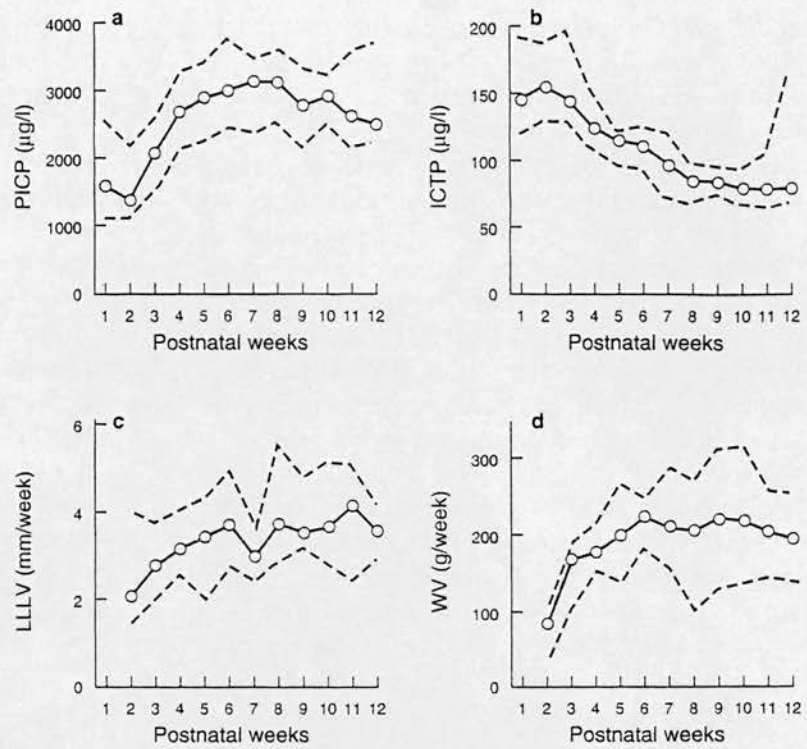 a
PICP (µg/l)
4000
3000
2000
1000
0
1 2 3 4 5 6 7 8 9 10 11 12
Postnatal weeks
b
ICTP (µg/l)
200
150
100
50
0
1 2 3 4 5 6 7 8 9 10 11 12
Postnatal weeks
c
LLLV (mm/week)
6
4
2
0
1 2 3 4 5 6 7 8 9 10 11 12
Postnatal weeks
d
WV (g/week)
300
200
100
0
1 2 3 4 5 6 7 8 9 10 11 12
Postnatal weeks